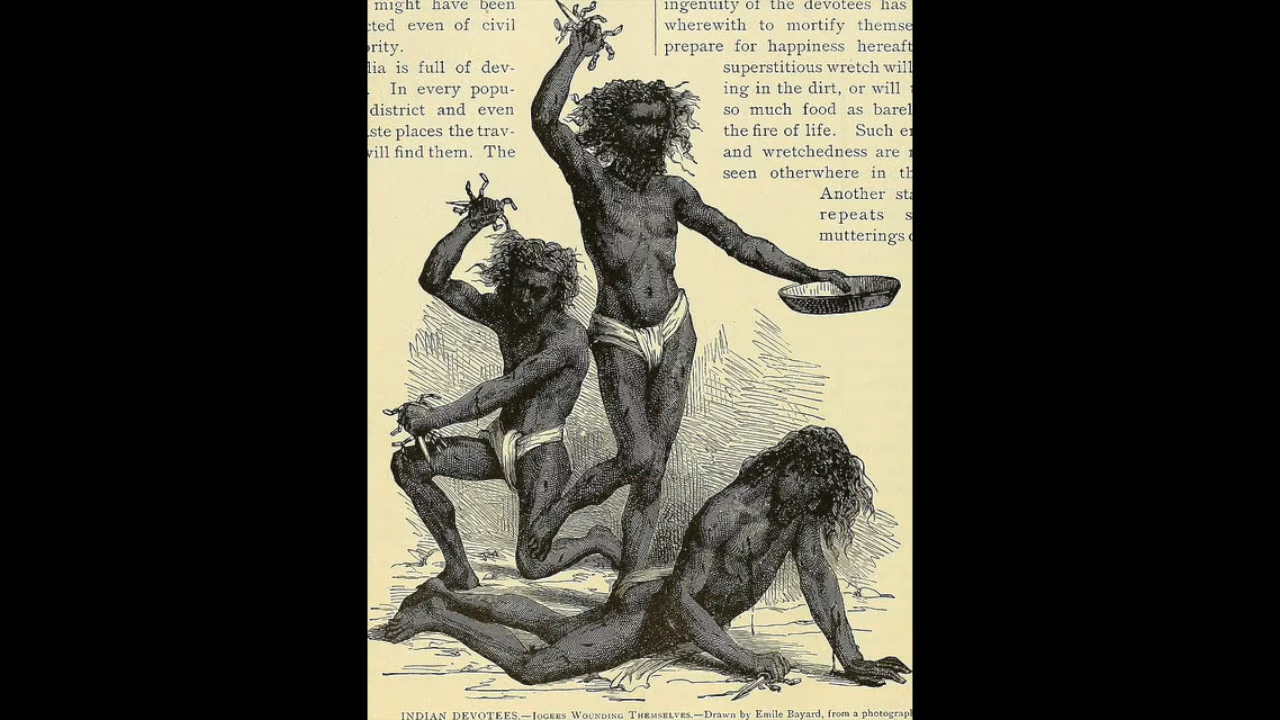 might have been
cted even of civil
ority.
dia is full of dev-
. In every popu-
district and even
aste places the trav-
will find them. The
ingenuity of the devotees has
wherewith to mortify themse
prepare for happiness hereaft
superstitious wretch will
ing in the dirt, or will
so much food as barel
the fire of life. Such e
and wretchedness are
seen otherwhere in th
Another sta
repeats s
mutterings
INDIAN DEVOTEES.—JOGEES WOUNDING THEMSELVES.—Drawn by Emile Bayard, from a photograph